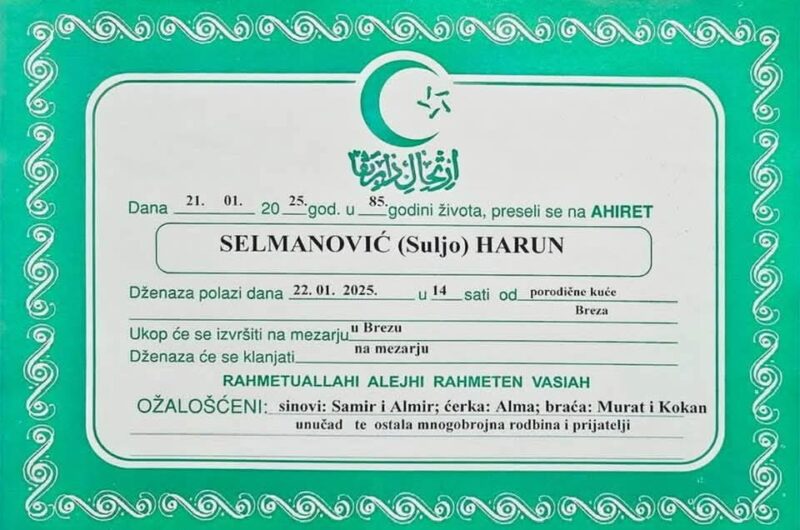 Dana 21. 01. 20 25. god. u 85. godini života, preseli se na AHIRET
SELMANOVIĆ (Suljo) HARUN
Dženaza polazi dana 22.01. 2025. u 14 sati od porodične kuće
Breza
Ukop će se izvršiti na mezarju u Brezu
Dženaza će se klanjati na mezarju
RAHMETUALLAHI ALEJHI RAHMETEN VASIAH
OŽALOŠĆENI: sinovi: Samir i Almir; ćerka: Alma; braća: Murat i Kokan
unučad te ostala mnogobrojna rodbina i prijatelji